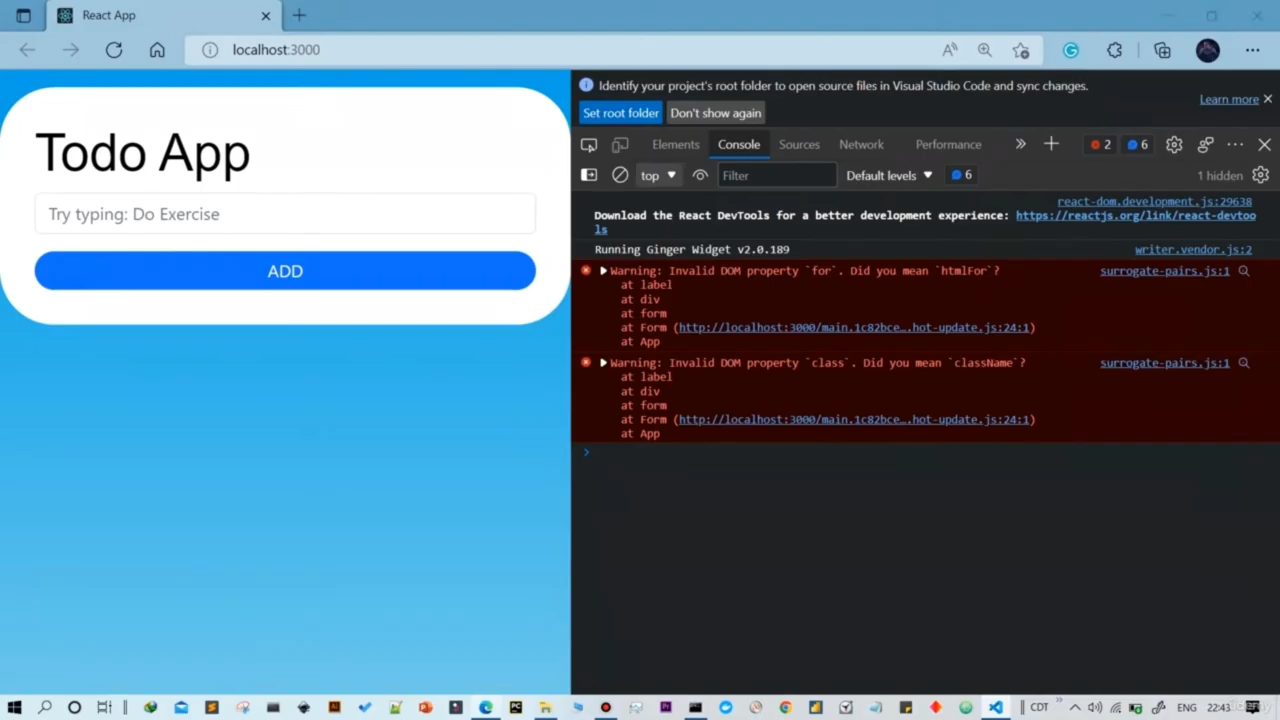 React App
localhost:3000
Identify your project's root folder to open source files in Visual Studio Code and sync changes.
Learn more
Set root folder
Don't show again
Elements Console Sources Network Performance
2 6
top Filter Default levels 6 1 hidden
react-dom.development.js:29638
Download the React DevTools for a better development experience: https://reactjs.org/link/react-devtoo
ls
Running Ginger Widget v2.0.189 writer.vendor.js:2
Warning: Invalid DOM property `for`. Did you mean `htmlFor`? surrogate-pairs.js:1
at label
at div
at form
at Form (http://localhost:3000/main.1c82bce….hot-update.js:24:1)
at App
Warning: Invalid DOM property `class`. Did you mean `className`? surrogate-pairs.js:1
at label
at div
at form
at Form (http://localhost:3000/main.1c82bce….hot-update.js:24:1)
at App
Todo App
Try typing: Do Exercise
ADD
CDT ENG 22:43